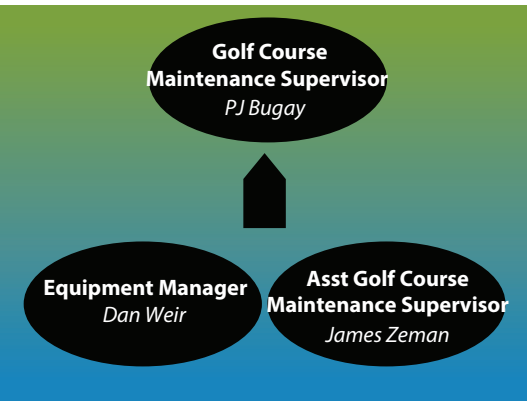 Golf Course
Maintenance Supervisor
PJ Bugay
Equipment Manager
Dan Weir
Asst Golf Course
Maintenance Supervisor
James Zeman